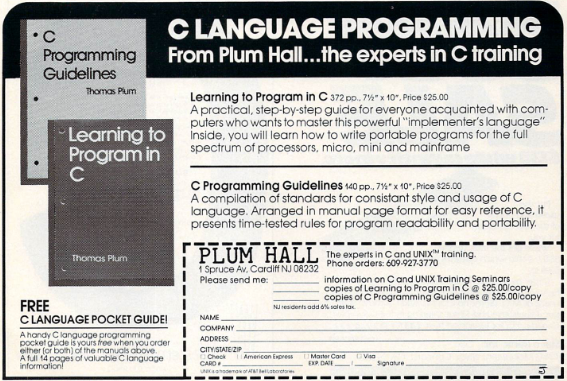 C LANGUAGE PROGRAMMING
From Plum Hall...the experts in C training
C
Programming
Guidelines
Thomas Plum
Learning to
Program in
C
Thomas Plum
Learning to Program in C 372 pp., 7½" x 10", Price $25.00
A practical, step-by-step guide for everyone acquainted with com-
puters who wants to master this powerful "implementer's language"
Inside, you will learn how to write portable programs for the full
spectrum of processors, micro, mini and mainframe
C Programming Guidelines 140 pp., 7½" x 10", Price $25.00
A compilation of standards for consistant style and usage of C
language. Arranged in manual page format for easy reference, it
presents time-tested rules for program readability and portability.
FREE
C LANGUAGE POCKET GUIDE!
A handy C language programming
pocket guide is yours free when you order
either (or both) of the manuals above.
A full 14 pages of valuable C language
information!
PLUM HALL
1 Spruce Av, Cardiff NJ 08232
The experts in C and UNIX™ training.
Phone orders: 609-927-3770
Please send me:
information on C and UNIX Training Seminars
copies of Learning to Program in C @ $25.00/copy
copies of C Programming Guidelines @ $25.00/copy
NJ residents add 6% sales tax.
NAME
COMPANY
ADDRESS
CITY/STATE/ZIP
Check American Express Master Card Visa
CARD # EXP. DATE / Signature
UNIX is a trademark of AT&T Bell Laboratories